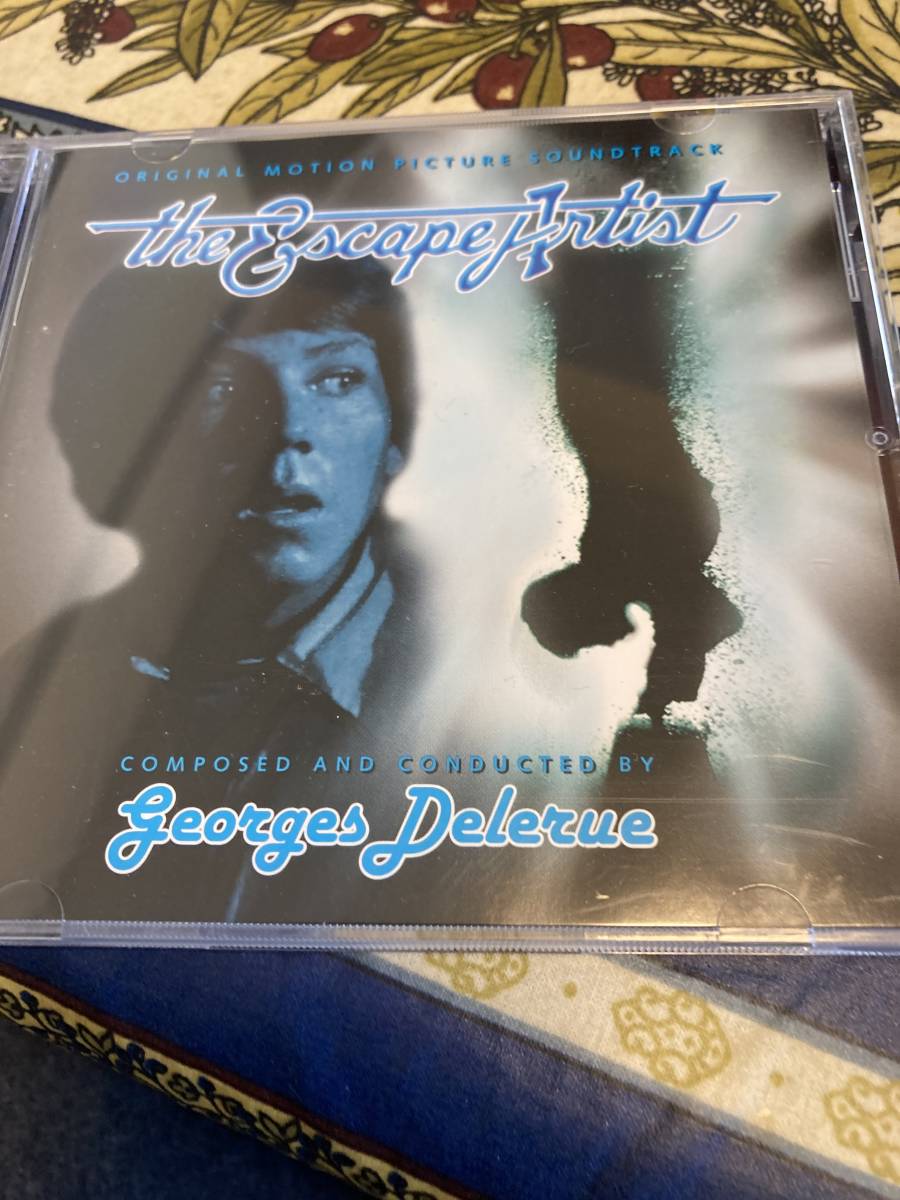 ORIGINAL MOTION PICTURE SOUNDTRACK
the Escape Artist
COMPOSED AND CONDUCTED BY
Georges Delerue